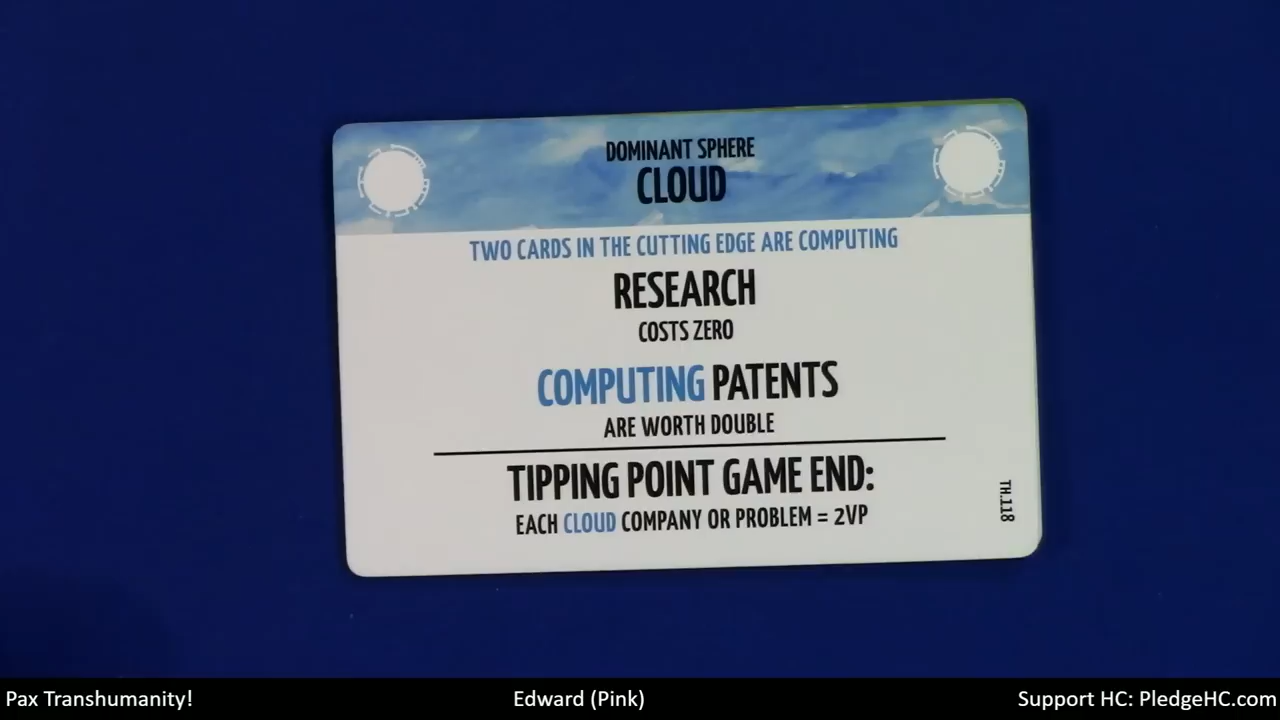 DOMINANT SPHERE
CLOUD
TWO CARDS IN THE CUTTING EDGE ARE COMPUTING
RESEARCH
COSTS ZERO
COMPUTING PATENTS
ARE WORTH DOUBLE
TIPPING POINT GAME END:
EACH CLOUD COMPANY OR PROBLEM = 2VP
TH.118
Pax Transhumanity!
Edward (Pink)
Support HC: PledgeHC.com